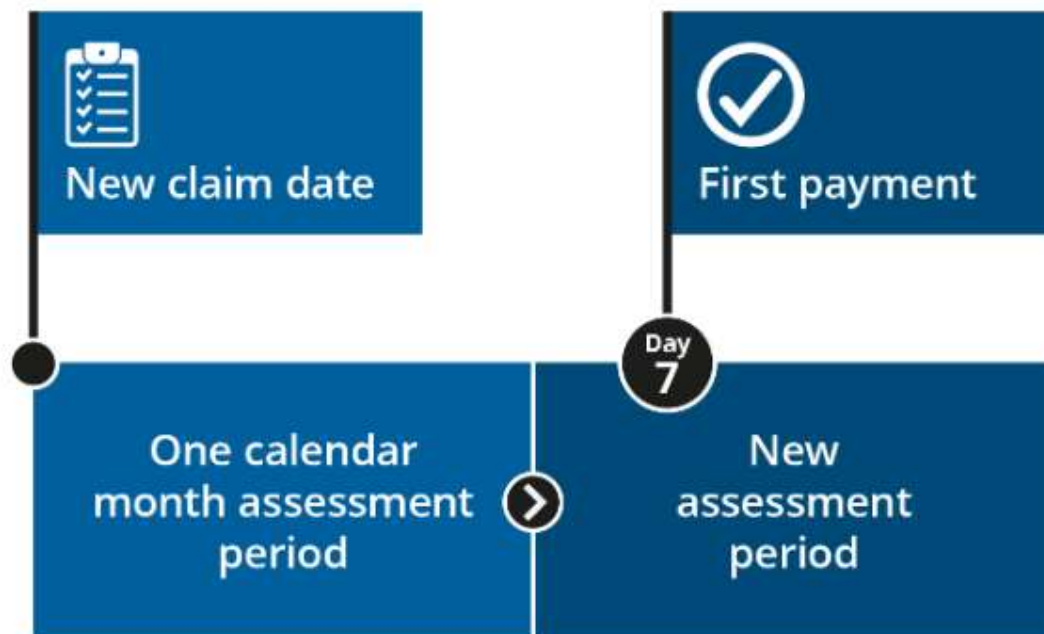 New claim date
First payment
Day
7
One calendar
month assessment
period
New
assessment
period